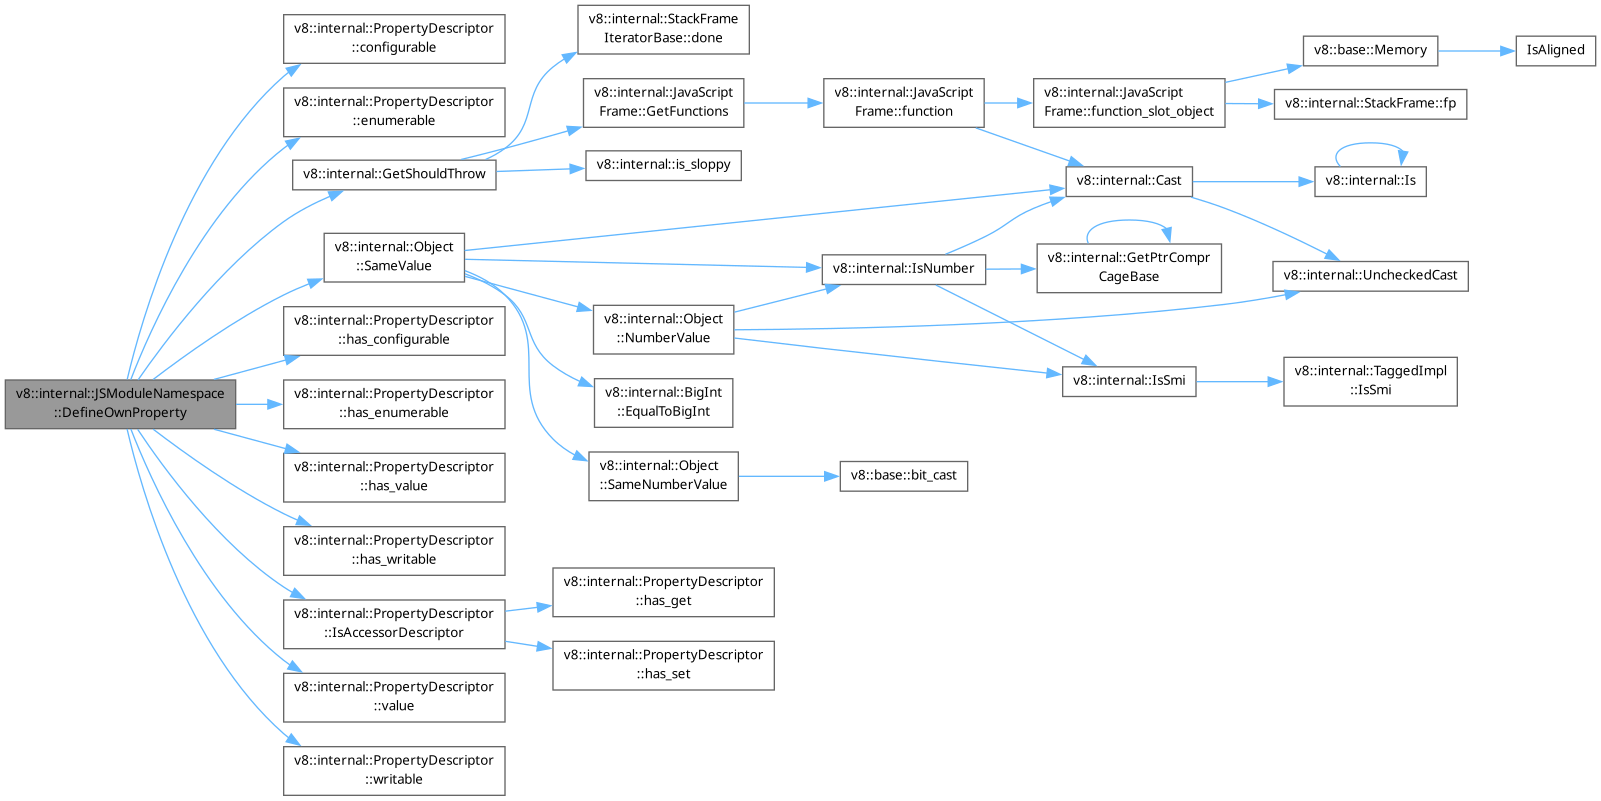 v8::internal::JSModuleNamespace
::DefineOwnProperty
v8::internal::PropertyDescriptor
::configurable
v8::internal::PropertyDescriptor
::enumerable
v8::internal::GetShouldThrow
v8::internal::Object
::SameValue
v8::internal::PropertyDescriptor
::has_configurable
v8::internal::PropertyDescriptor
::has_enumerable
v8::internal::PropertyDescriptor
::has_value
v8::internal::PropertyDescriptor
::has_writable
v8::internal::PropertyDescriptor
::IsAccessorDescriptor
v8::internal::PropertyDescriptor
::value
v8::internal::PropertyDescriptor
::writable
v8::internal::StackFrame
IteratorBase::done
v8::internal::JavaScript
Frame::GetFunctions
v8::internal::is_sloppy
v8::internal::Object
::NumberValue
v8::internal::BigInt
::EqualToBigInt
v8::internal::Object
::SameNumberValue
v8::internal::PropertyDescriptor
::has_get
v8::internal::PropertyDescriptor
::has_set
v8::internal::JavaScript
Frame::function
v8::internal::IsNumber
v8::base::bit_cast
v8::internal::JavaScript
Frame::function_slot_object
v8::internal::Cast
v8::internal::GetPtrCompr
CageBase
v8::internal::IsSmi
v8::base::Memory
v8::internal::StackFrame::fp
v8::internal::Is
v8::internal::UncheckedCast
v8::internal::TaggedImpl
::IsSmi
IsAligned